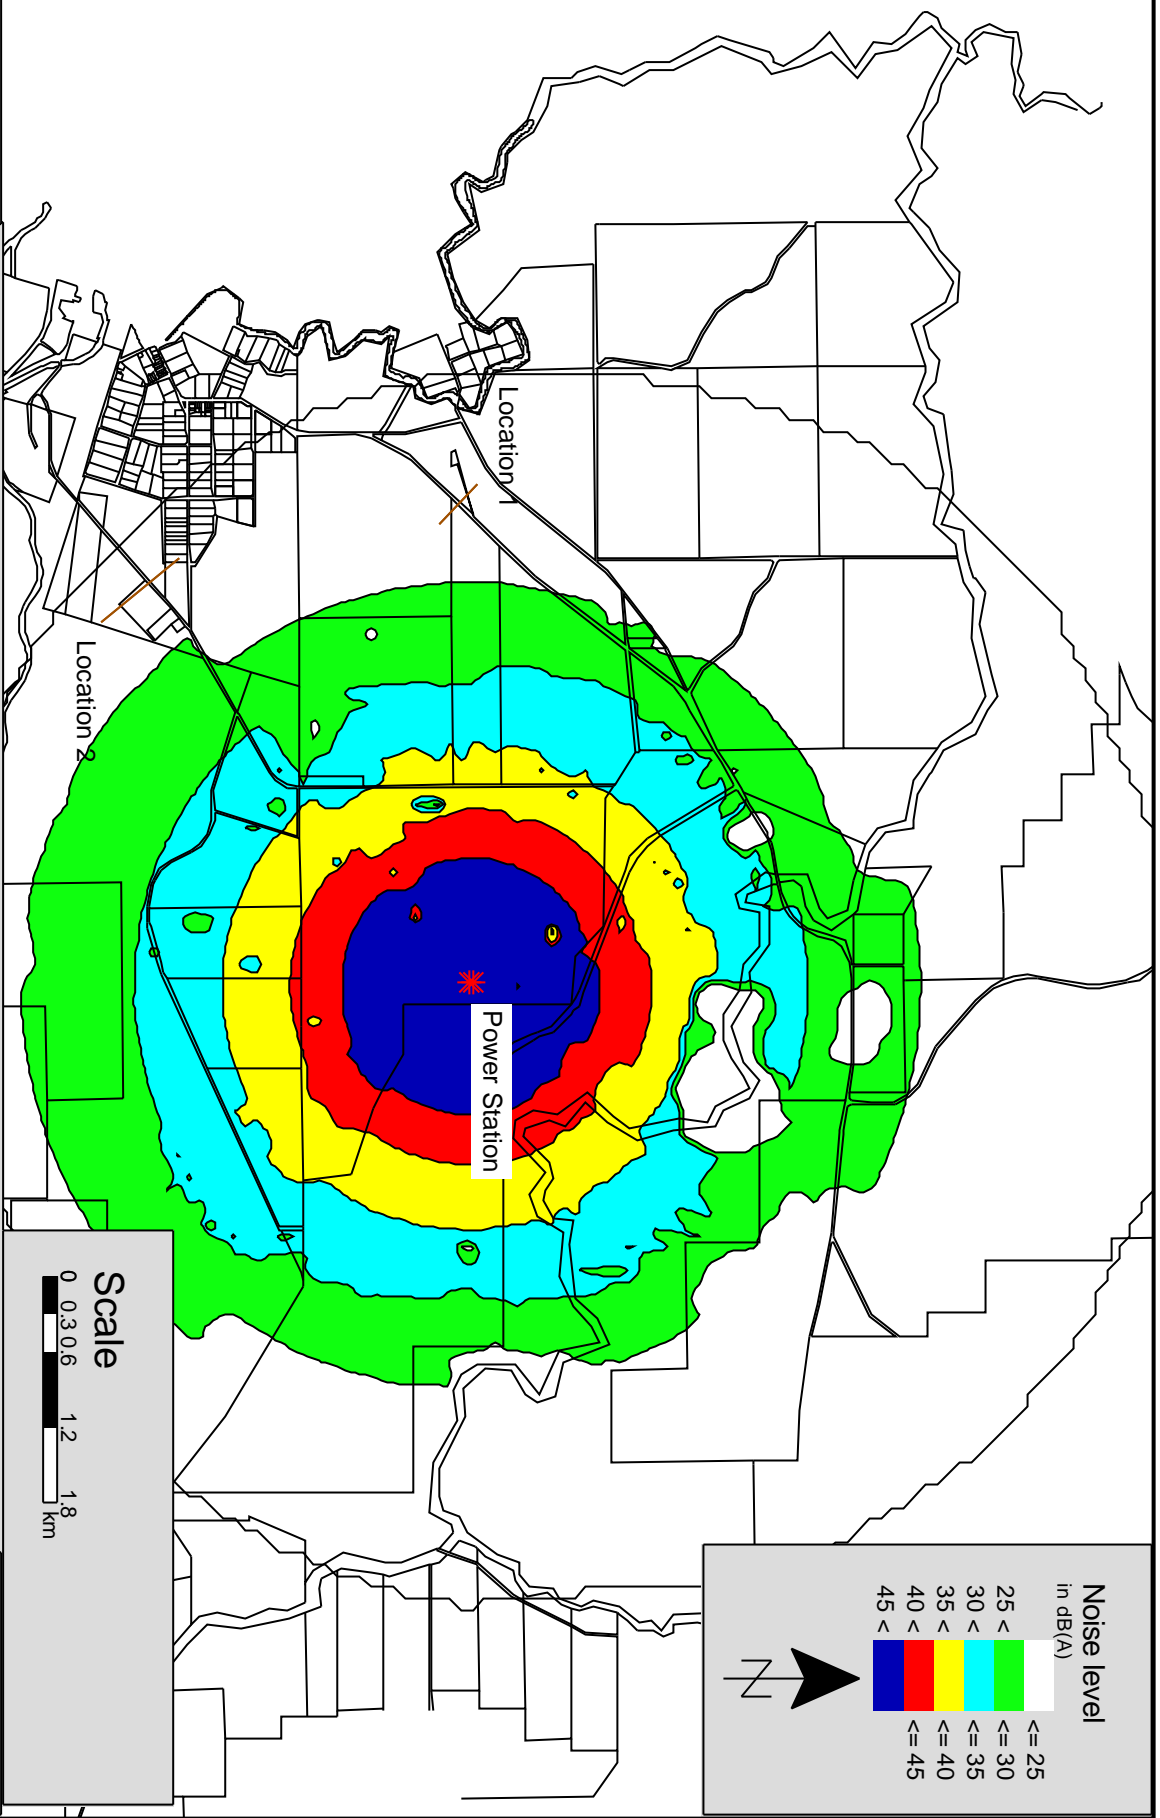 Location 1
Location 2
Power Station
Noise level
in dB(A)
<= 25
25 < <= 30
30 < <= 35
35 < <= 40
40 < <= 45
45 <
N
Scale
0 0.3 0.6 1.2 1.8
km